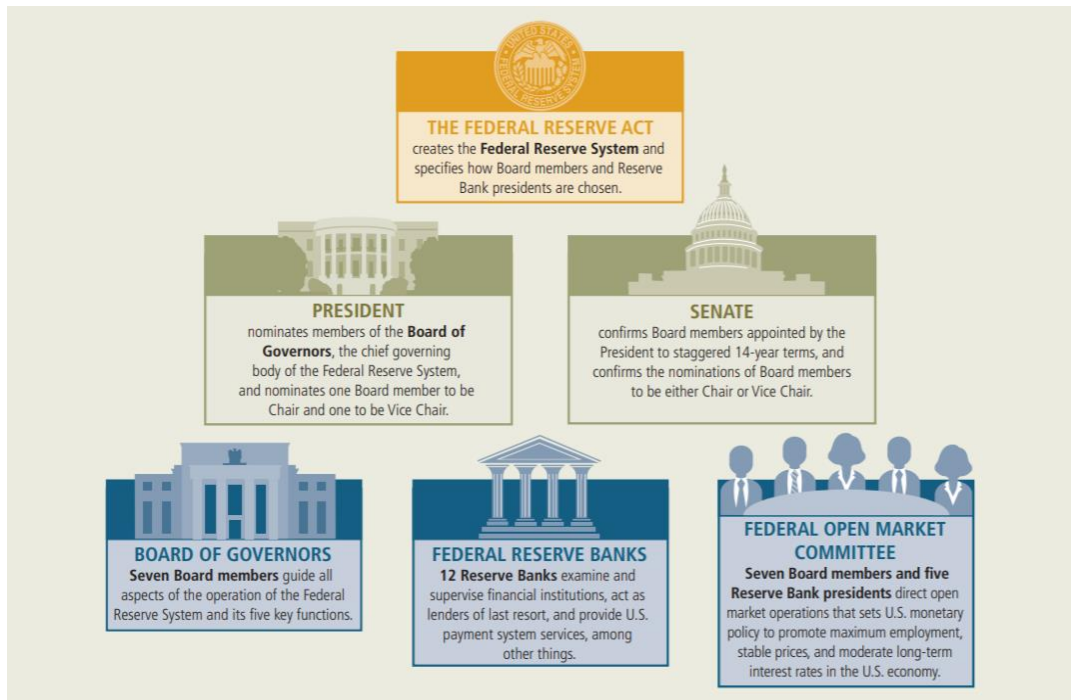 UNITED STATES
FEDERAL RESERVE SYSTEM
THE FEDERAL RESERVE ACT
creates the Federal Reserve System and
specifies how Board members and Reserve
Bank presidents are chosen.
PRESIDENT
nominates members of the Board of
Governors, the chief governing
body of the Federal Reserve System,
and nominates one Board member to be
Chair and one to be Vice Chair.
SENATE
confirms Board members appointed by the
President to staggered 14-year terms, and
confirms the nominations of Board members
to be either Chair or Vice Chair.
BOARD OF GOVERNORS
Seven Board members guide all
aspects of the operation of the Federal
Reserve System and its five key functions.
FEDERAL RESERVE BANKS
12 Reserve Banks examine and
supervise financial institutions, act as
lenders of last resort, and provide U.S.
payment system services, among
other things.
FEDERAL OPEN MARKET
COMMITTEE
Seven Board members and five
Reserve Bank presidents direct open
market operations that sets U.S. monetary
policy to promote maximum employment,
stable prices, and moderate long-term
interest rates in the U.S. economy.